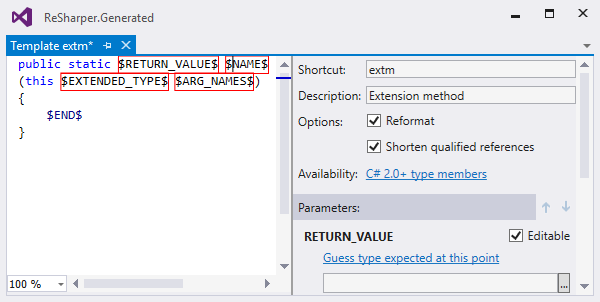 ReSharper.Generated
Template extm*
public static $RETURN_VALUE$ $NAME$
(this $EXTENDED_TYPE$ $ARG_NAMES$)
{
$END$
}
100 %
Shortcut: extm
Description: Extension method
Options: Reformat
Shorten qualified references
Availability: C# 2.0+ type members
Parameters:
RETURN_VALUE Editable
Guess type expected at this point
...